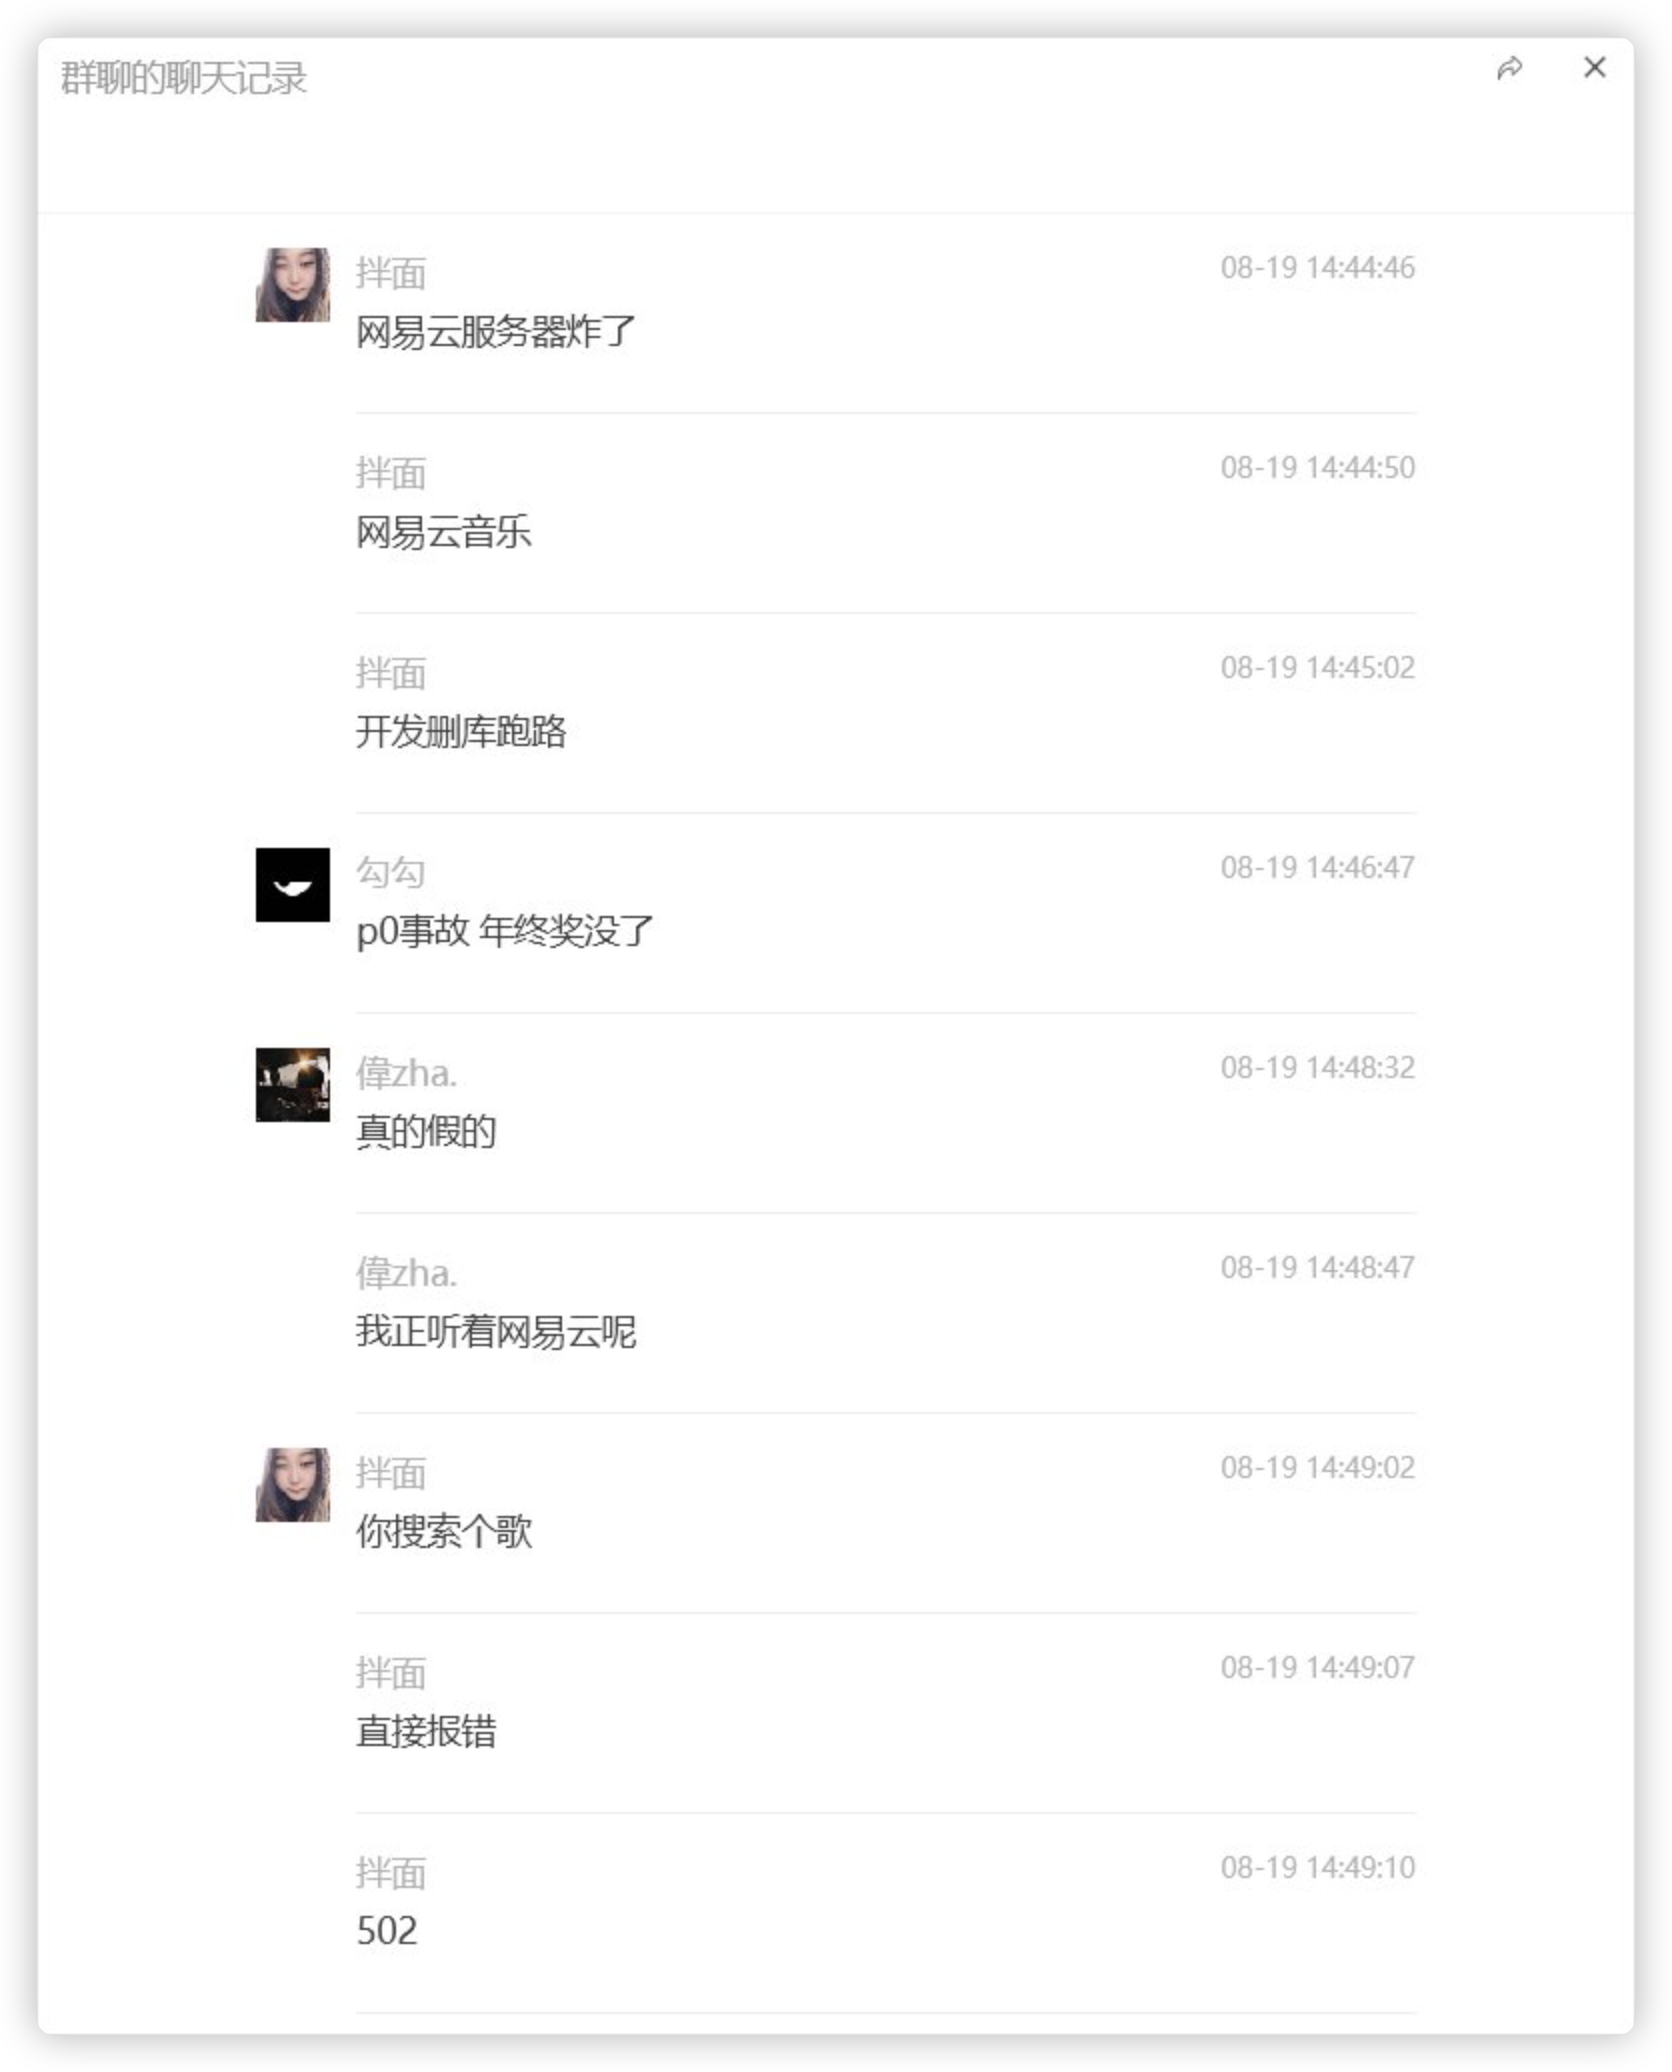 群聊的聊天记录
拌面
08-19 14:44:46
网易云服务器炸了
拌面
08-19 14:44:50
网易云音乐
拌面
08-19 14:45:02
开发删库跑路
勾勾
08-19 14:46:47
p0事故 年终奖没了
偉zha.
08-19 14:48:32
真的假的
偉zha.
08-19 14:48:47
我正听着网易云呢
拌面
08-19 14:49:02
你搜索个歌
拌面
08-19 14:49:07
直接报错
拌面
08-19 14:49:10
502